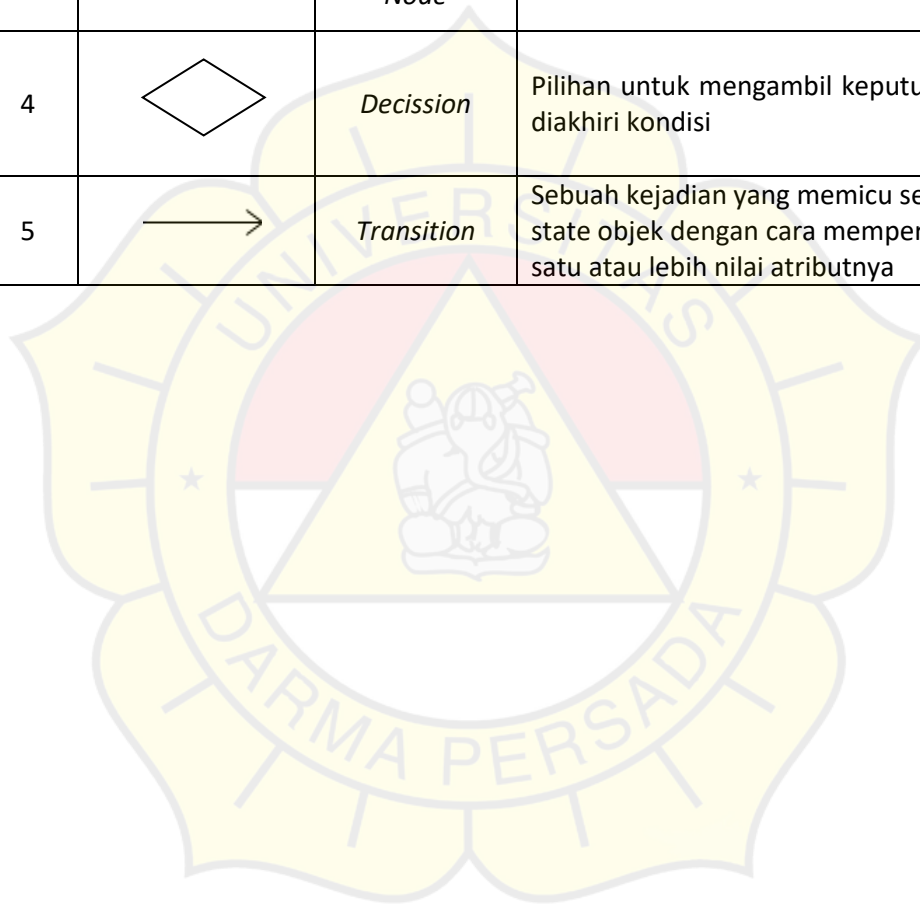 Node
4
Decission
Pilihan untuk mengambil keputu
diakhiri kondisi
5
Transition
Sebuah kejadian yang memicu se
state objek dengan cara memper
satu atau lebih nilai atributnya
UNIVERSITAS
DARMA PERSADA